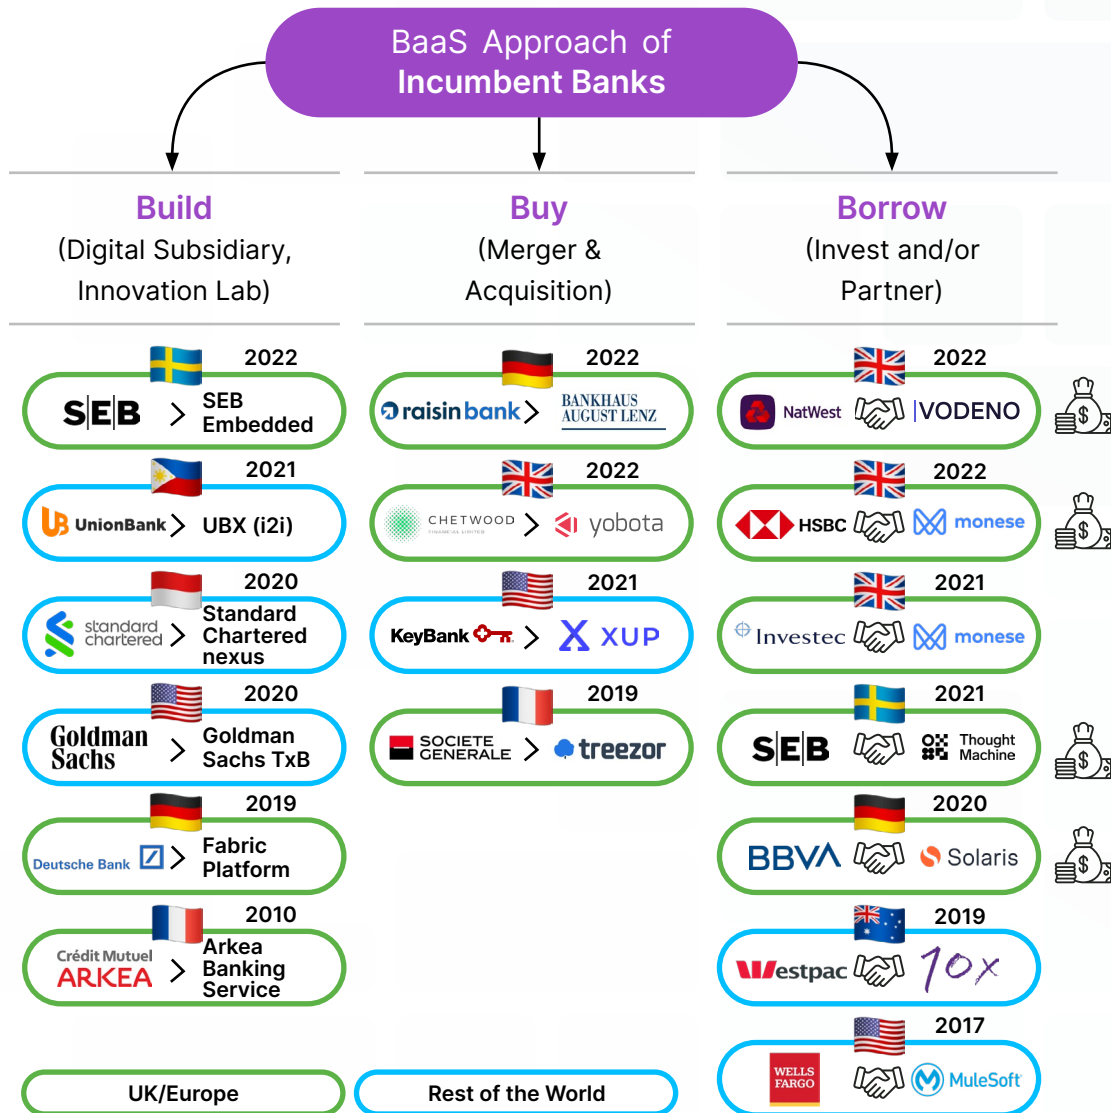 BaaS Approach of
Incumbent Banks
Build
(Digital Subsidiary,
Innovation Lab)
2022
SEB
SEB
Embedded
2021
UB UnionBank
UBX (i2i)
2020
standard
chartered
Standard
Chartered
nexus
2020
Goldman
Sachs
Goldman
Sachs TxB
2019
Deutsche Bank
Fabric
Platform
2010
Crédit Mutuel
ARKEA
Arkea
Banking
Service
Buy
(Merger &
Acquisition)
2022
raisin bank
BANKHAUS
AUGUST LENZ
2022
CHETWOOD
FINANCIAL LIMITED
yobota
2021
KeyBank
XUP
2019
SOCIETE
GENERALE
treezor
Borrow
(Invest and/or
Partner)
2022
NatWest
VODENO
$
2022
HSBC
monese
$
2021
Investec
monese
2021
SEB
Thought
Machine
$
2020
BBVA
Solaris
$
2019
Westpac
10x
2017
WELLS
FARGO
MuleSoft
UK/Europe
Rest of the World